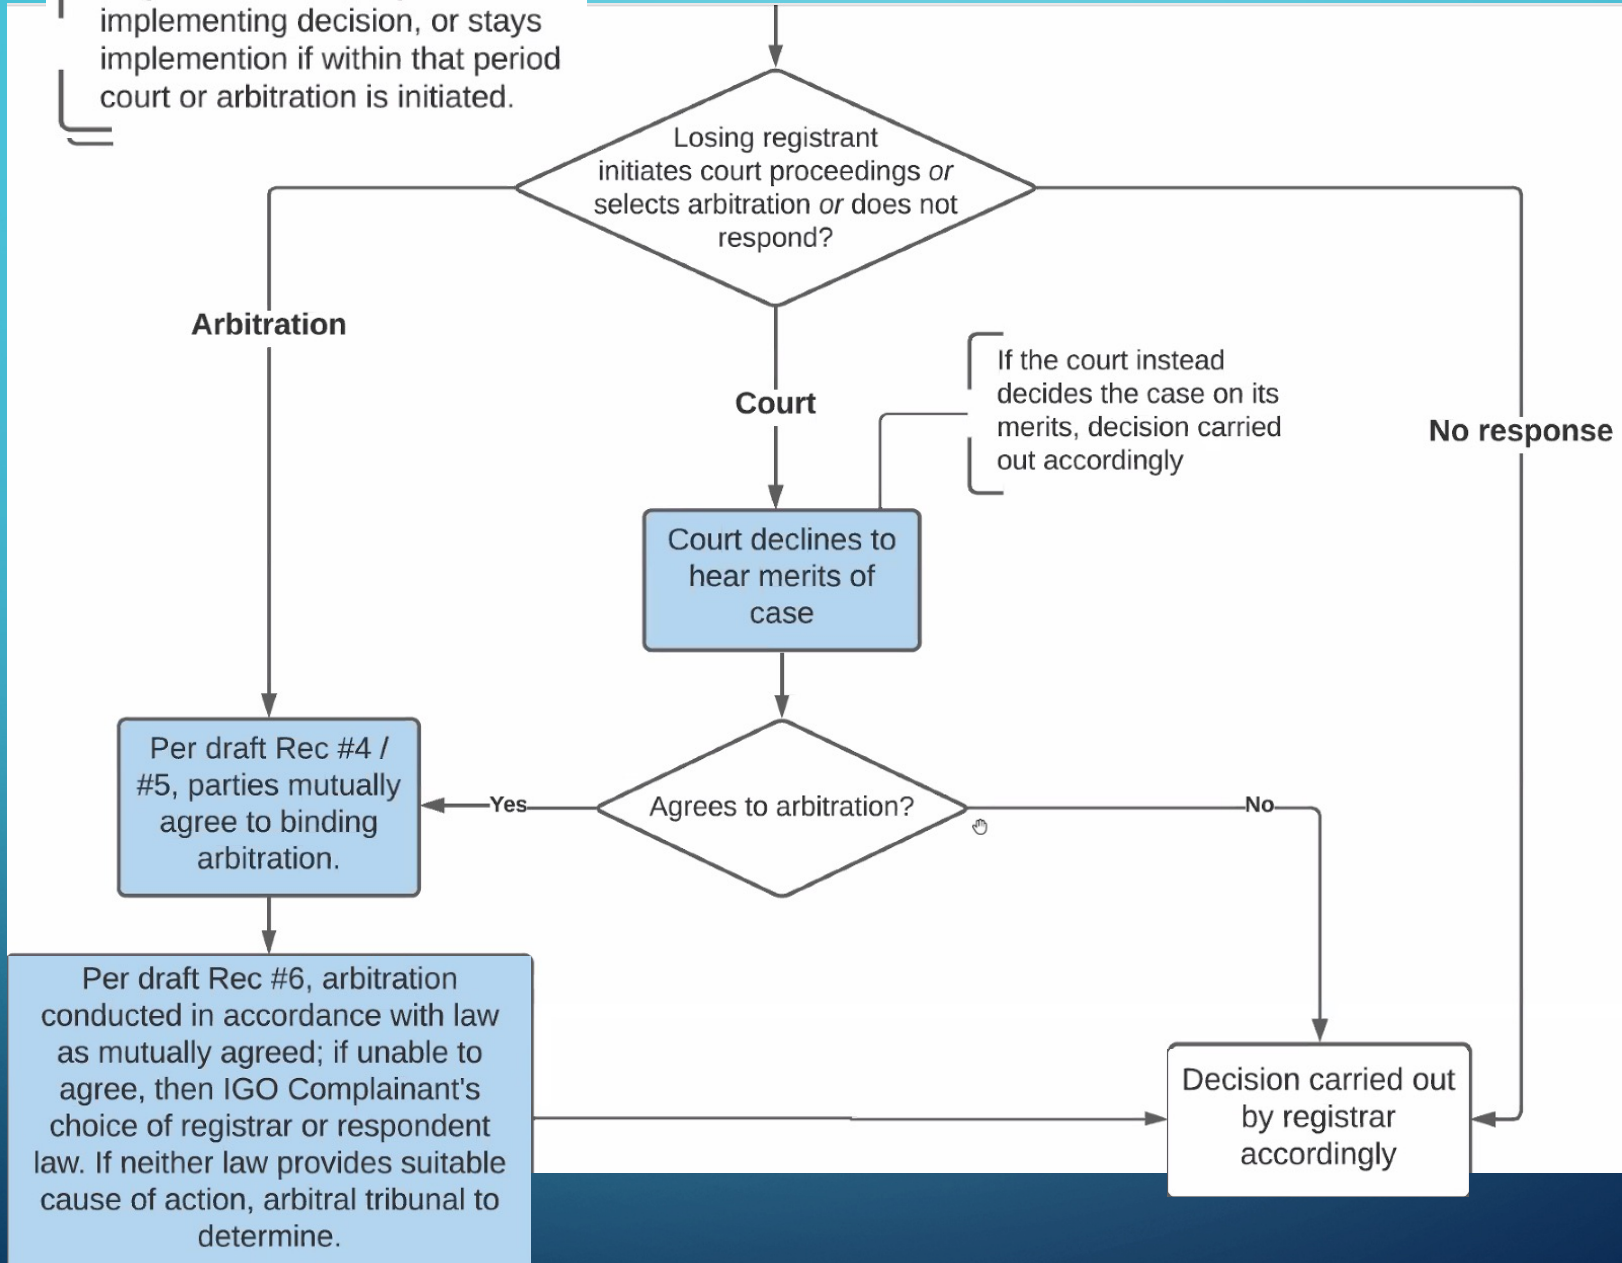 implementing decision, or stays
implemention if within that period
court or arbitration is initiated.
Losing registrant
initiates court proceedings or
selects arbitration or does not
respond?
Arbitration
Court
If the court instead
decides the case on its
merits, decision carried
out accordingly
No response
Court declines to
hear merits of
case
Per draft Rec #4 /
#5, parties mutually
agree to binding
arbitration.
Yes
Agrees to arbitration?
No
Per draft Rec #6, arbitration
conducted in accordance with law
as mutually agreed; if unable to
agree, then IGO Complainant's
choice of registrar or respondent
law. If neither law provides suitable
cause of action, arbitral tribunal to
determine.
Decision carried out
by registrar
accordingly